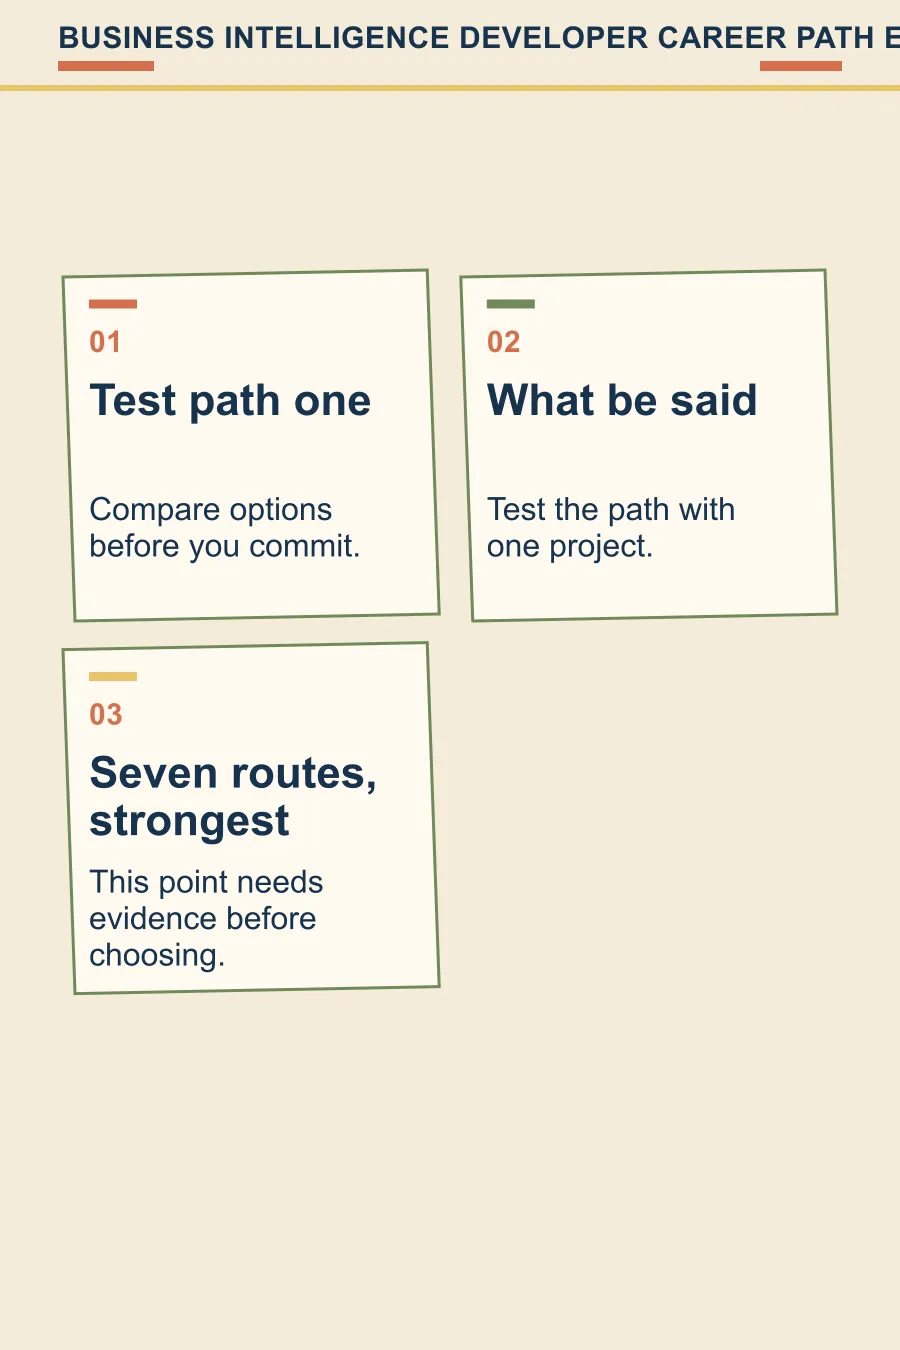 BUSINESS INTELLIGENCE DEVELOPER CAREER PATH E
01
Test path one
Compare options
before you commit.
02
What be said
Test the path with
one project.
03
Seven routes,
strongest
This point needs
evidence before
choosing.